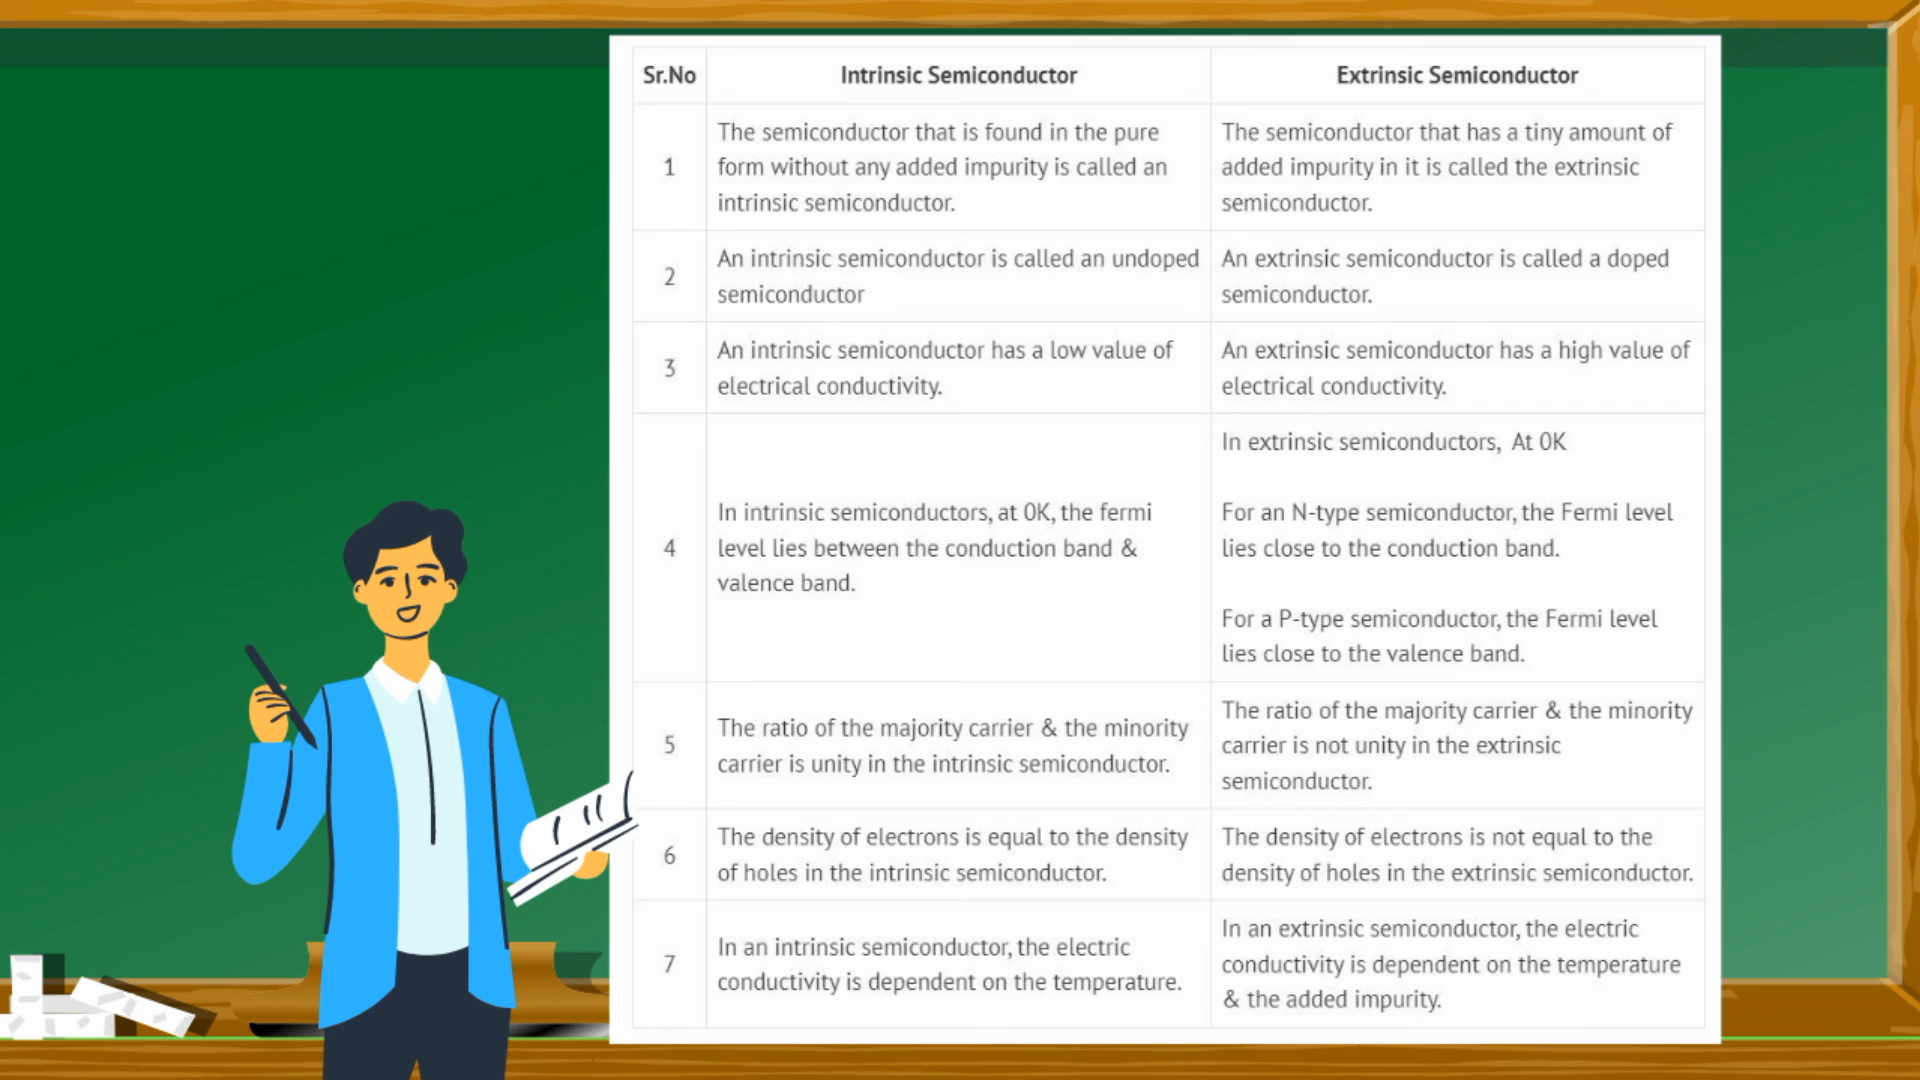 Sr.No Intrinsic Semiconductor Extrinsic Semiconductor
1
The semiconductor that is found in the pure
form without any added impurity is called an
intrinsic semiconductor.
The semiconductor that has a tiny amount of
added impurity in it is called the extrinsic
semiconductor.
2
An intrinsic semiconductor is called an undoped
semiconductor
An extrinsic semiconductor is called a doped
semiconductor.
3
An intrinsic semiconductor has a low value of
electrical conductivity.
An extrinsic semiconductor has a high value of
electrical conductivity.
4
In intrinsic semiconductors, at 0K, the fermi
level lies between the conduction band &
valence band.
In extrinsic semiconductors, At 0K
For an N-type semiconductor, the Fermi level
lies close to the conduction band.
For a P-type semiconductor, the Fermi level
lies close to the valence band.
5
The ratio of the majority carrier & the minority
carrier is unity in the intrinsic semiconductor.
The ratio of the majority carrier & the minority
carrier is not unity in the extrinsic
semiconductor.
6
The density of electrons is equal to the density
of holes in the intrinsic semiconductor.
The density of electrons is not equal to the
density of holes in the extrinsic semiconductor.
7
In an intrinsic semiconductor, the electric
conductivity is dependent on the temperature.
In an extrinsic semiconductor, the electric
conductivity is dependent on the temperature
& the added impurity.